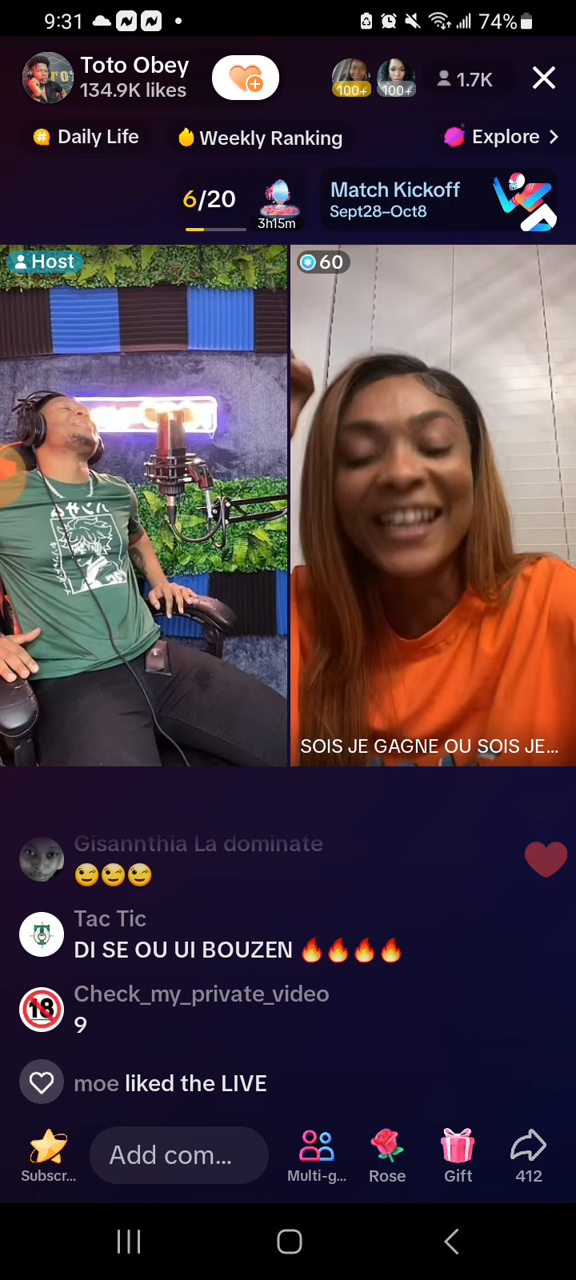 9:31
74%
Toto Obey
134.9K likes
100+
100+
1.7K
Daily Life
Weekly Ranking
Explore
6/20
3h15m
Match Kickoff
Sept28–Oct8
Host
60
SOIS JE GAGNE OU SOIS JE...
Gisannthia La dominate
😉😉😉
Tac Tic
DI SE OU UI BOUZEN 🔥🔥🔥🔥
Check_my_private_video
18
9
moe liked the LIVE
Subscr...
Add com...
Multi-g...
Rose
Gift
412